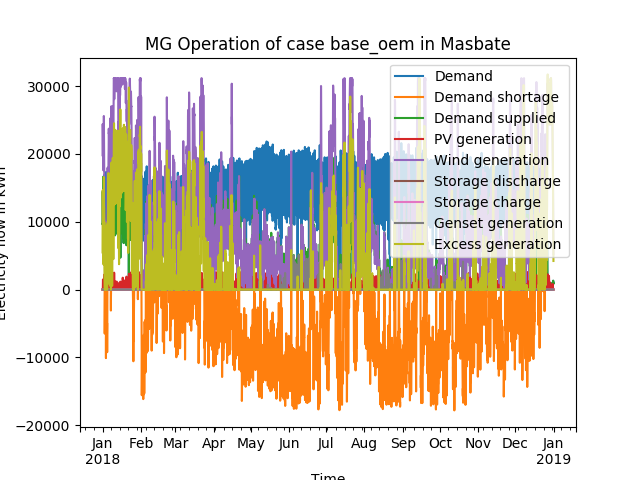 MG Operation of case base_oem in Masbate
Electricity flow in kWh
30000
20000
10000
0
−10000
−20000
Demand
Demand shortage
Demand supplied
PV generation
Wind generation
Storage discharge
Storage charge
Genset generation
Excess generation
Jan Feb Mar Apr May Jun Jul Aug Sep Oct Nov Dec Jan
2018 2019
Time